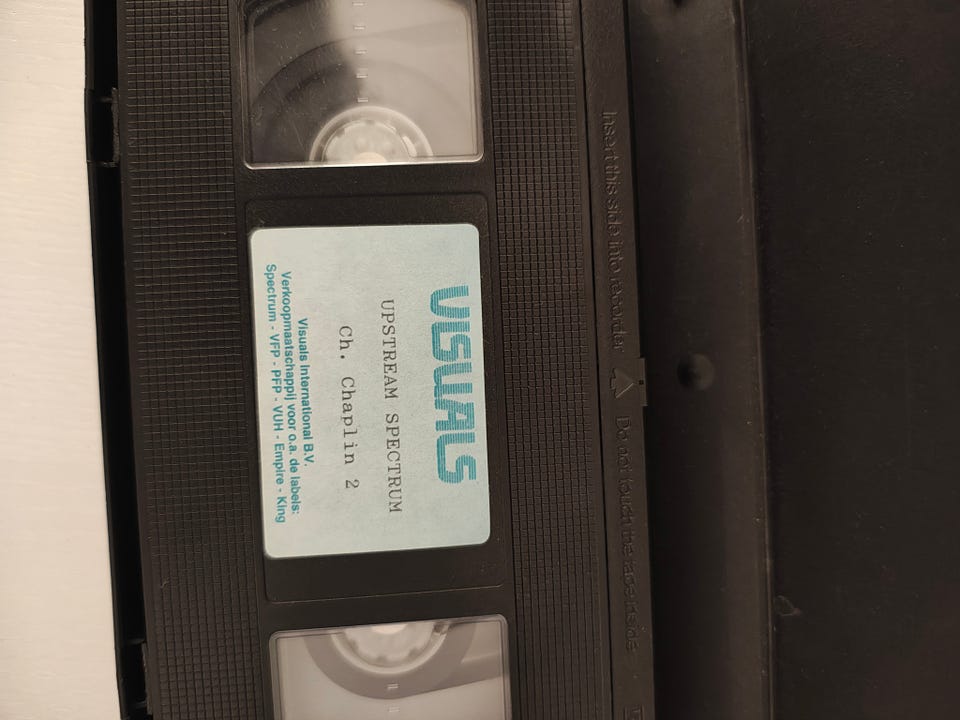 VISUALS
UPSTREAM SPECTRUM
Ch. Chaplin 2
Visuals International B.V.
Verkoopmaatschappij voor o.a. de labels:
Spectrum - VFP - PFP - VUH - Empire - King
Insert this side into recorder △ Do not touch the tape inside